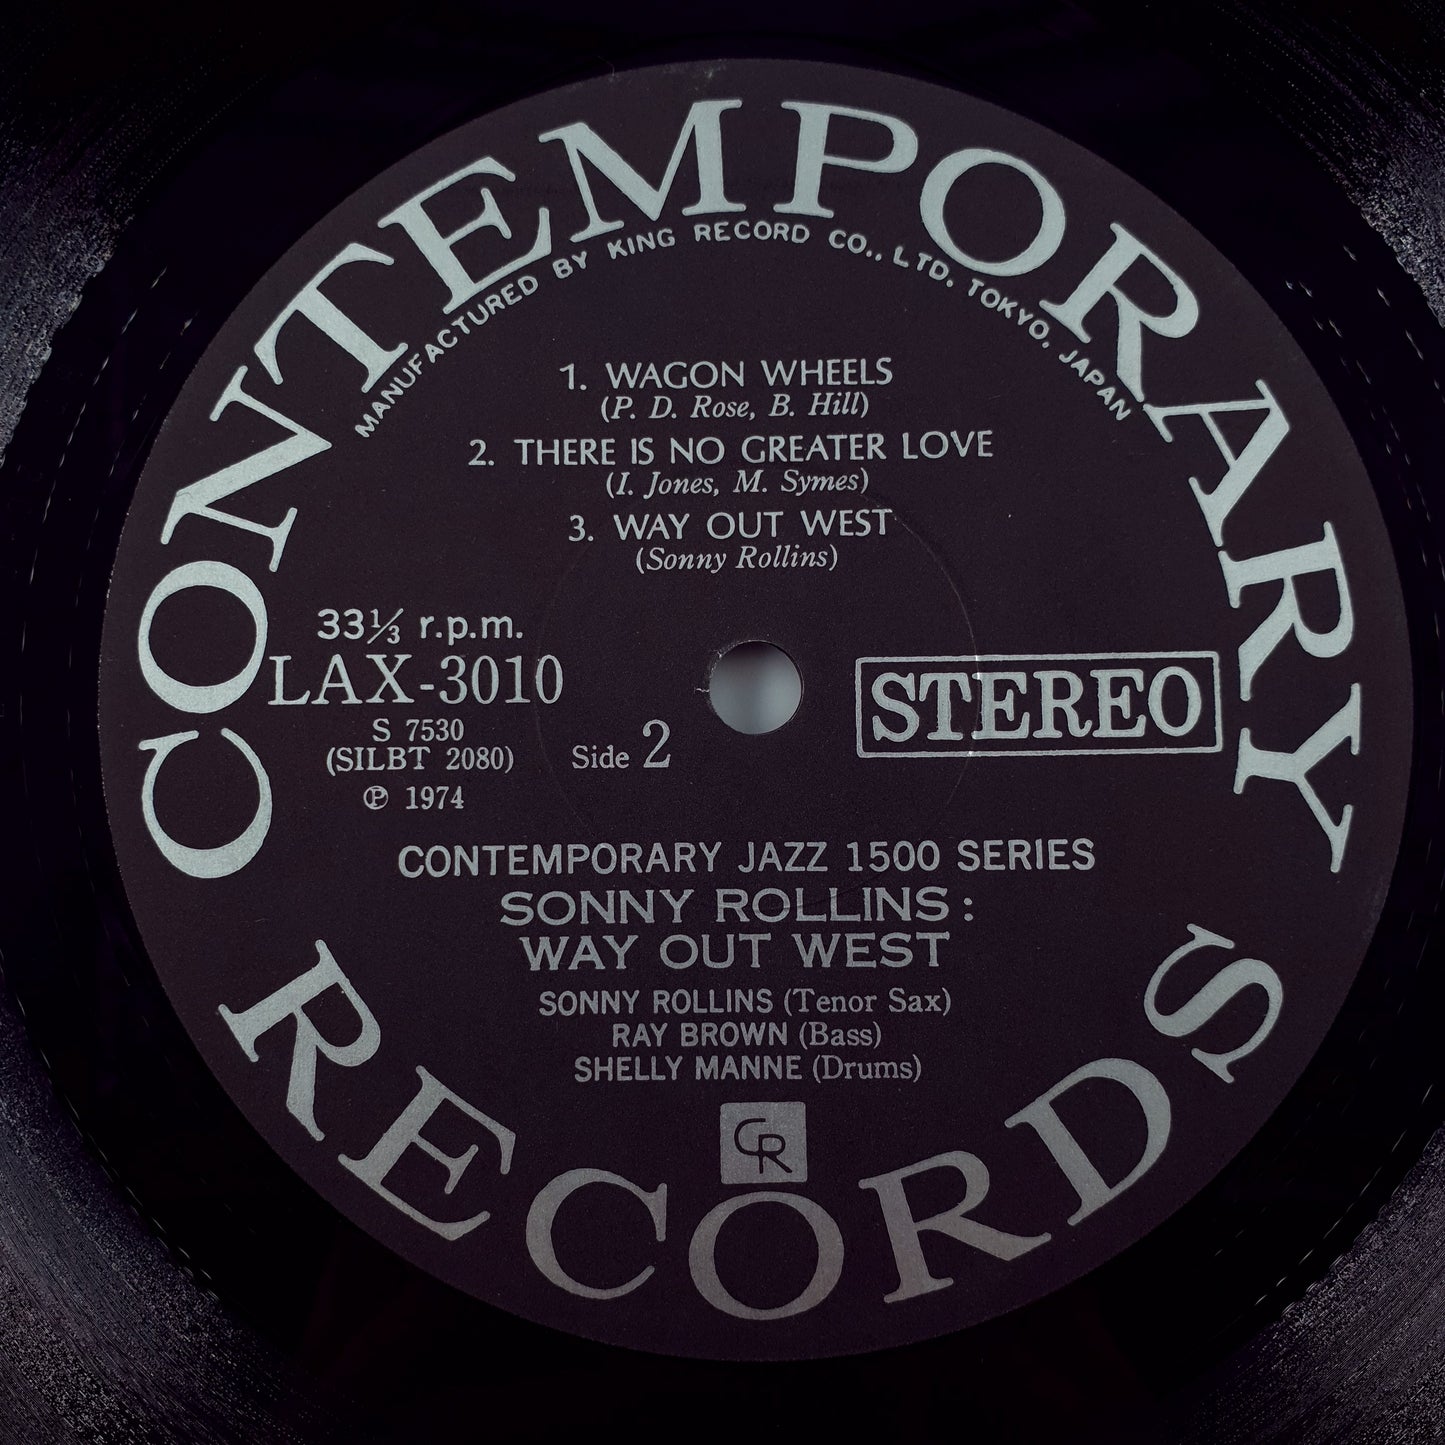 CONTEMPORARY
MANUFACTURED BY KING RECORD CO., LTD. TOKYO. JAPAN
1. WAGON WHEELS
(P. D. Rose, B. Hill)
2. THERE IS NO GREATER LOVE
(I. Jones, M. Symes)
3. WAY OUT WEST
(Sonny Rollins)
33⅓ r.p.m.
LAX-3010
S 7530
(SILBT 2080)
℗ 1974
Side 2
STEREO
CONTEMPORARY JAZZ 1500 SERIES
SONNY ROLLINS:
WAY OUT WEST
SONNY ROLLINS (Tenor Sax)
RAY BROWN (Bass)
SHELLY MANNE (Drums)
CR
RECORDS